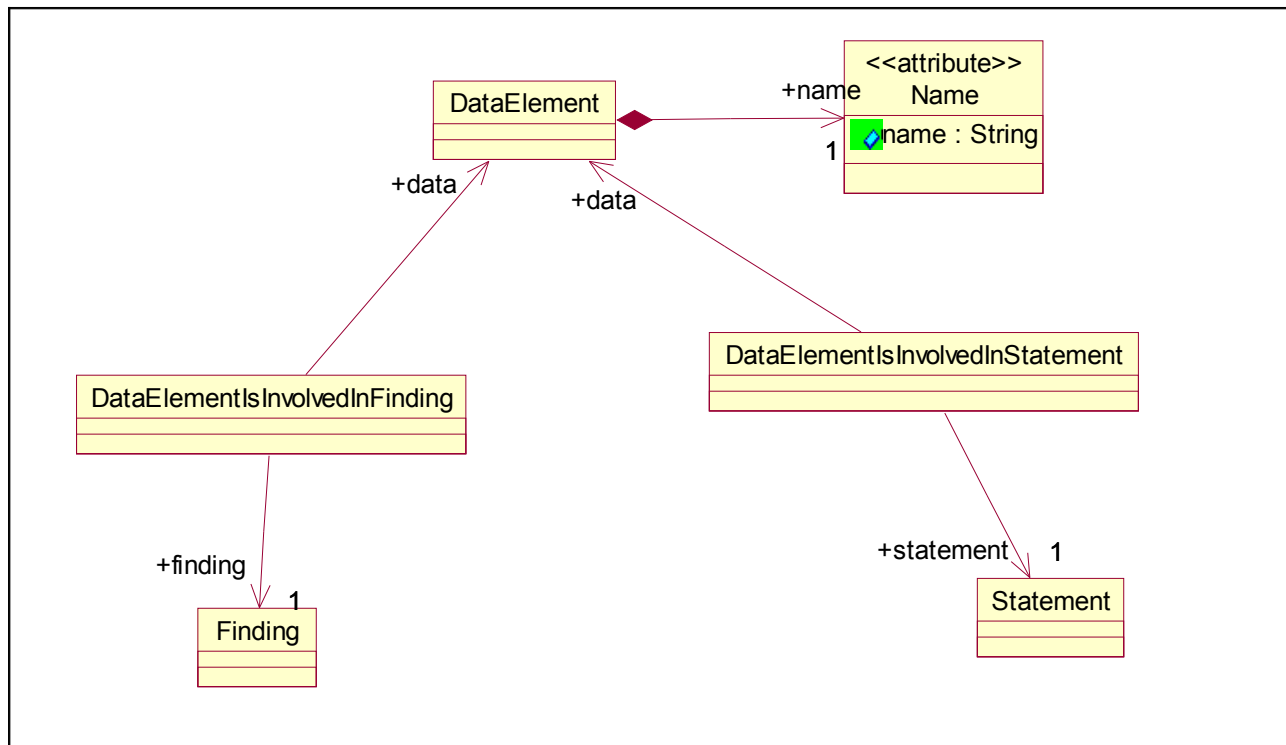 <<attribute>>
Name
+name
DataElement
name : String
1
+data
+data
DataElementIsInvolvedInStatement
DataElementIsInvolvedInFinding
+statement
1
+finding
1
Statement
Finding